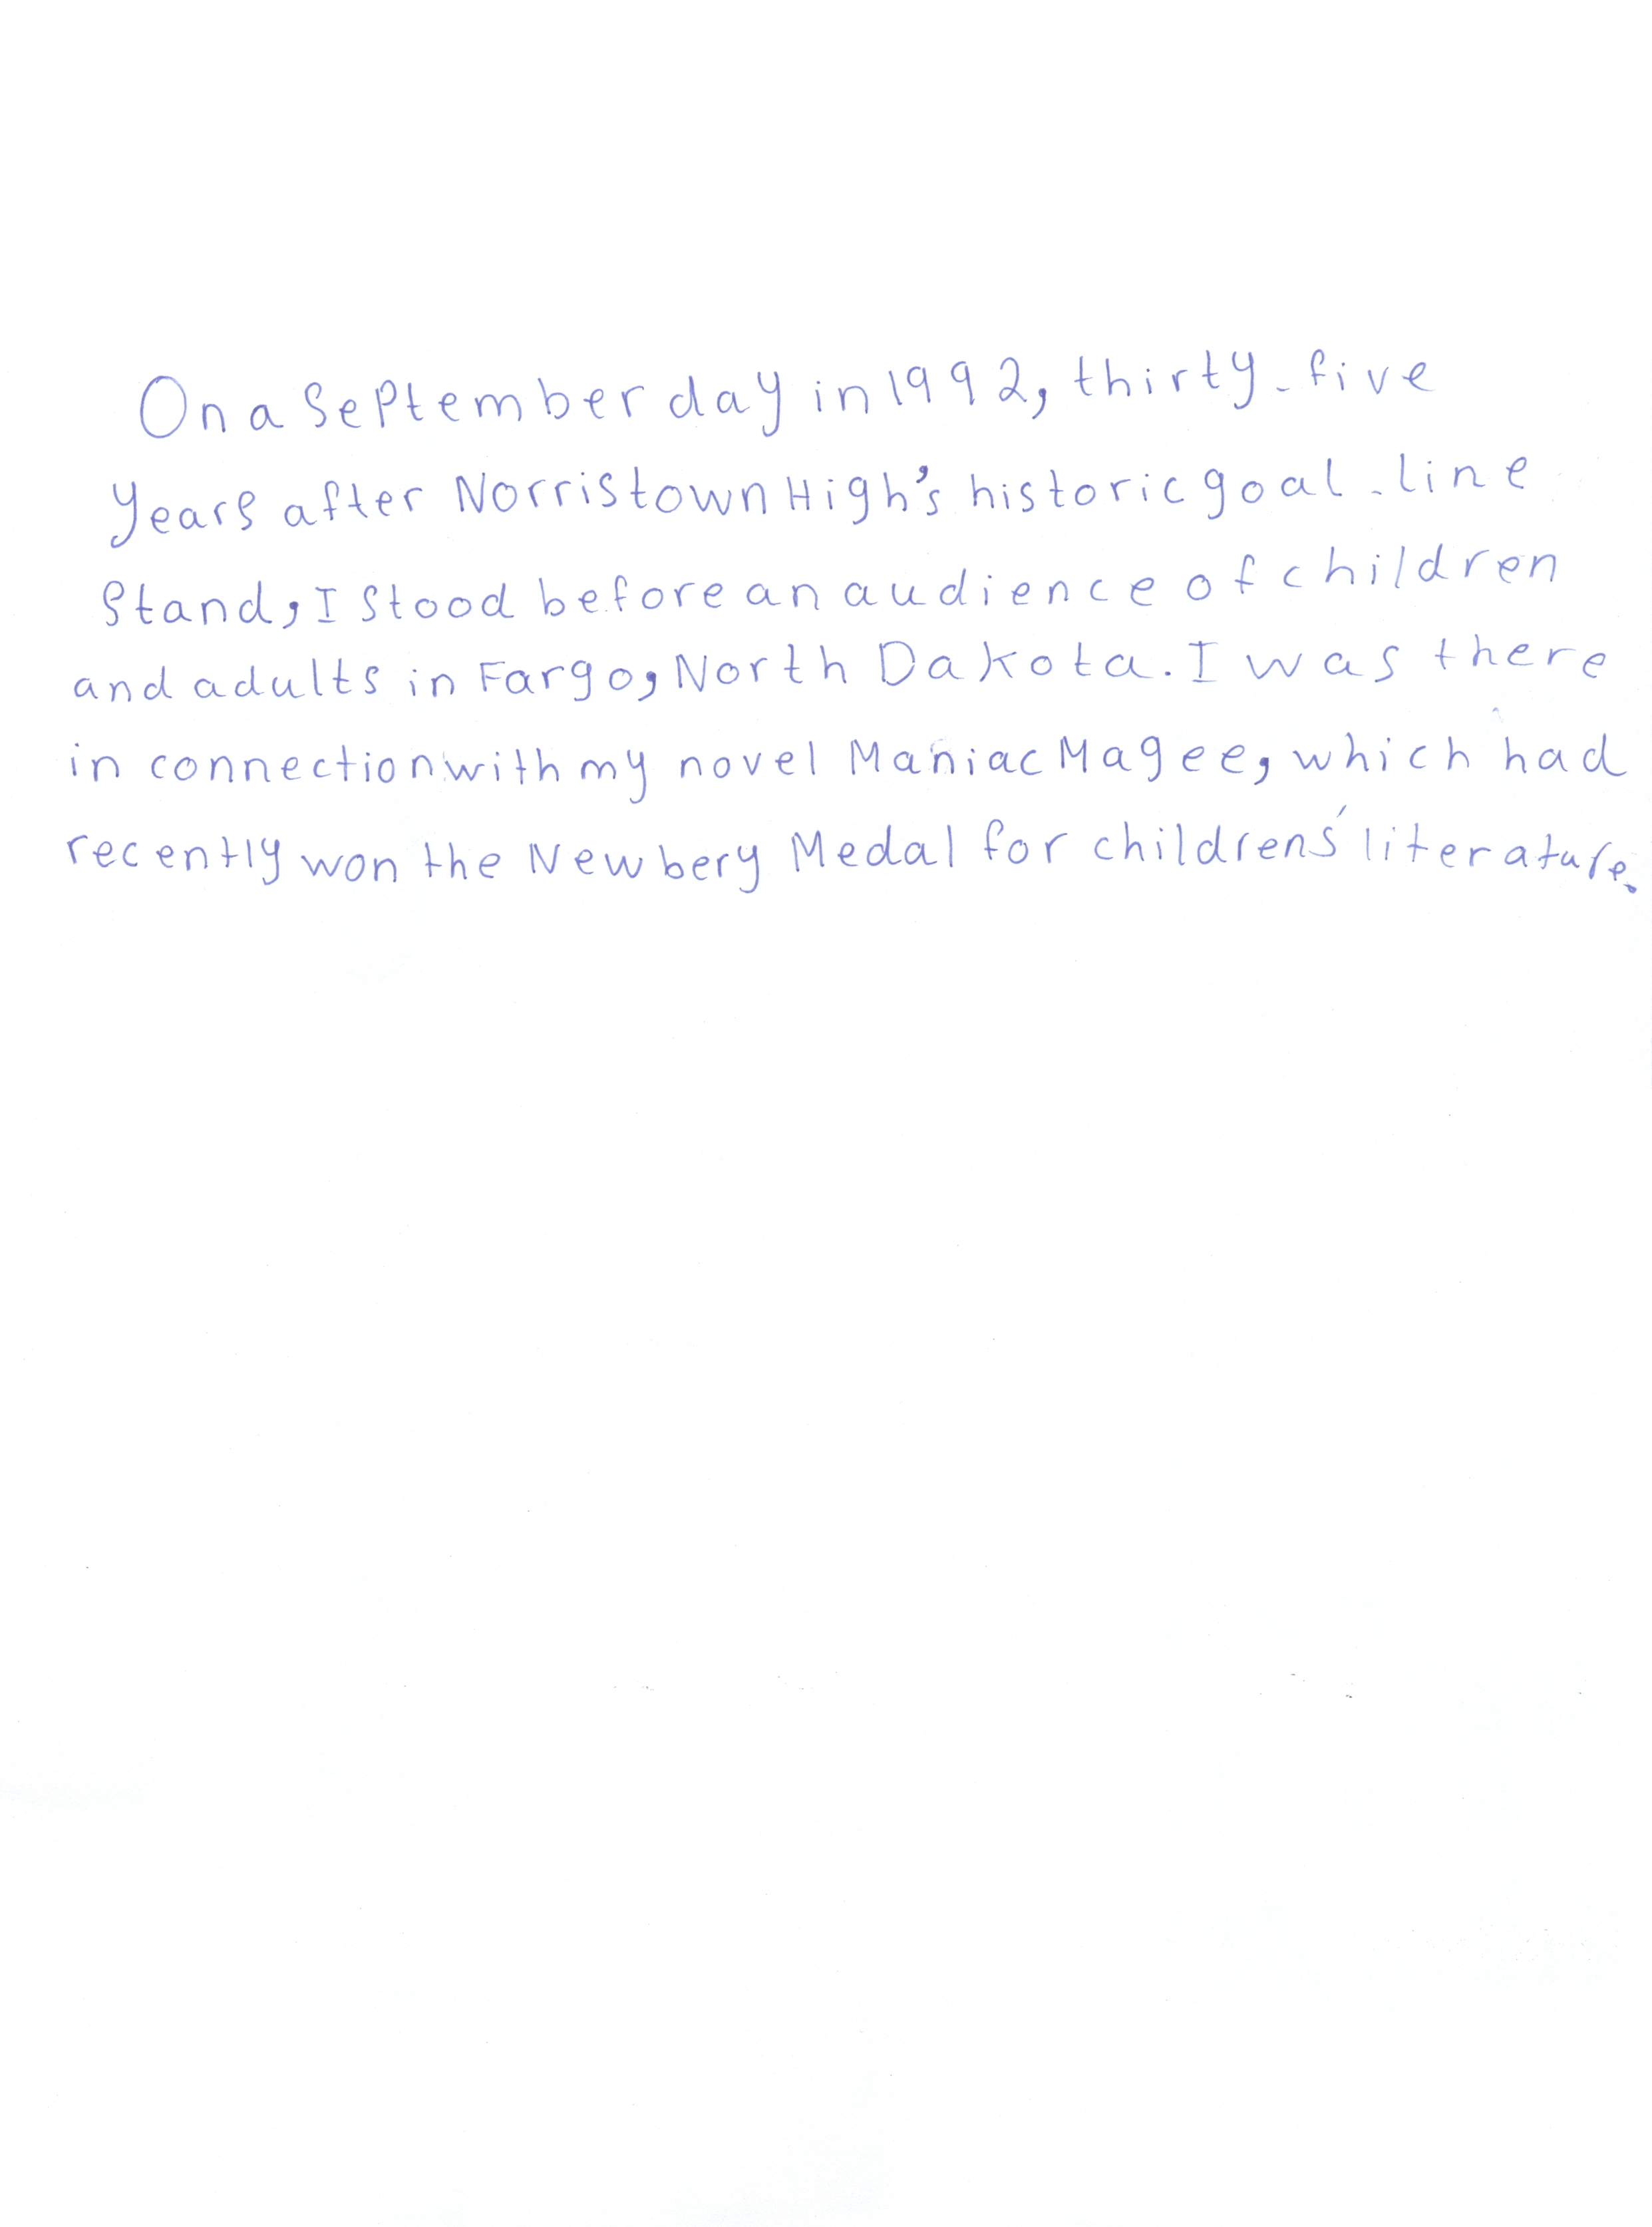 On a September day in 1992, thirty-five
years after Norristown High's historic goal-line
stand, I stood before an audience of children
and adults in Fargo, North Dakota. I was there
in connection with my novel Maniac Magee, which had
recently won the Newbery Medal for childrens' literature.